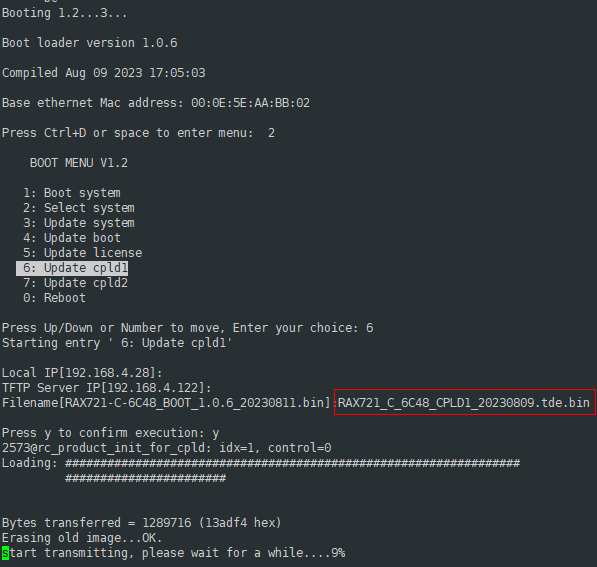 Booting 1.2...3...
Boot loader version 1.0.6
Compiled Aug 09 2023 17:05:03
Base ethernet Mac address: 00:0E:5E:AA:BB:02
Press Ctrl+D or space to enter menu:  2
BOOT MENU V1.2
1: Boot system
2: Select system
3: Update system
4: Update boot
5: Update license
6: Update cpld1
7: Update cpld2
0: Reboot
Press Up/Down or Number to move, Enter your choice: 6
Starting entry ' 6: Update cpld1'
Local IP[192.168.4.28]:
TFTP Server IP[192.168.4.122]:
Filename[RAX721-C-6C48_BOOT_1.0.6_20230811.bin]:RAX721_C_6C48_CPLD1_20230809.tde.bin
Press y to confirm execution: y
2573@rc_product_init_for_cpld: idx=1, control=0
Loading: #################################################################
#######################
Bytes transferred = 1289716 (13adf4 hex)
Erasing old image...OK.
start transmitting, please wait for a while....9%